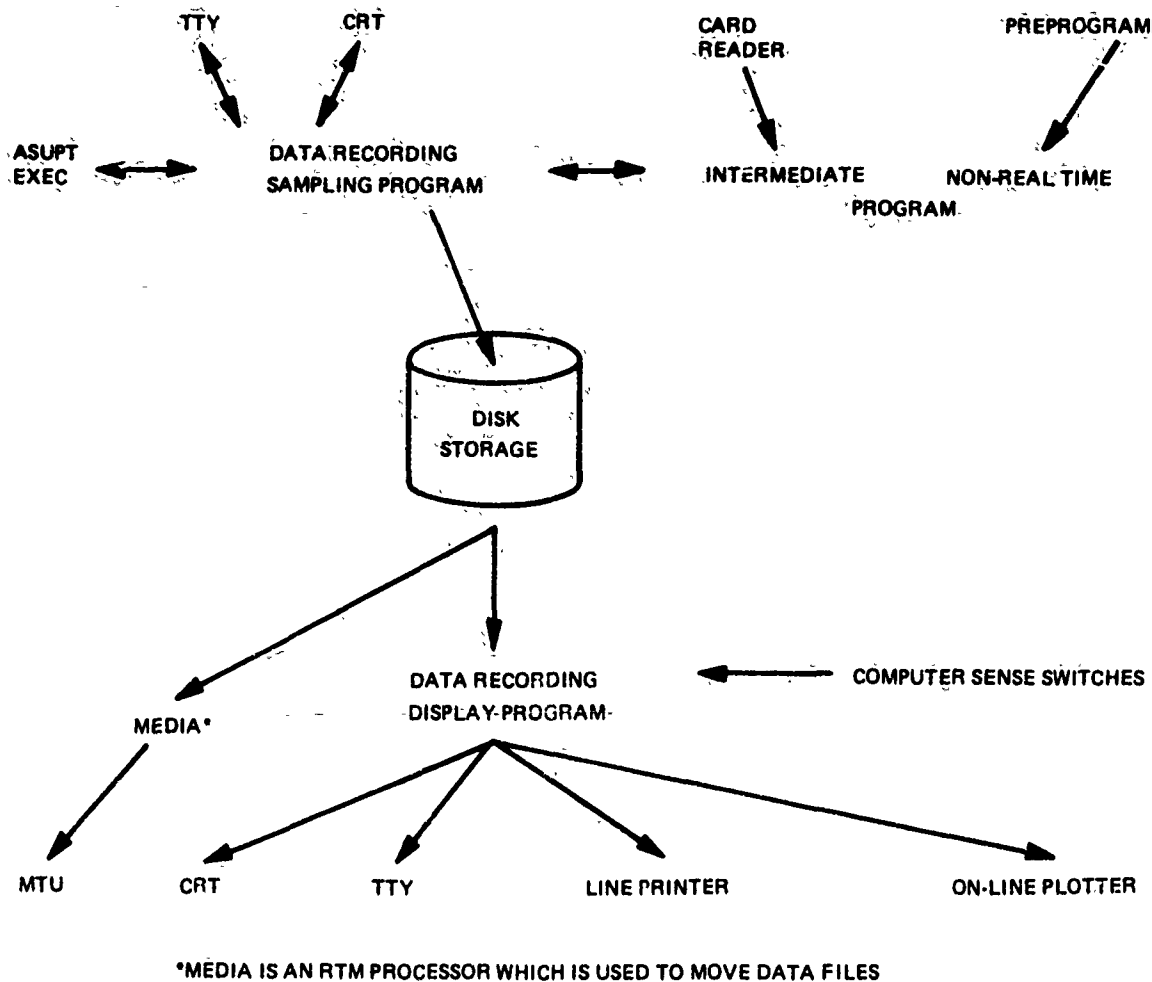 TTY
CRT
CARD
READER
PREPROGRAM
ASUPT
EXEC
DATA RECORDING
SAMPLING PROGRAM
INTERMEDIATE
NON-REAL TIME
PROGRAM
DISK
STORAGE
DATA RECORDING
DISPLAY PROGRAM
COMPUTER SENSE SWITCHES
MEDIA*
MTU
CRT
TTY
LINE PRINTER
ON-LINE PLOTTER
*MEDIA IS AN RTM PROCESSOR WHICH IS USED TO MOVE DATA FILES